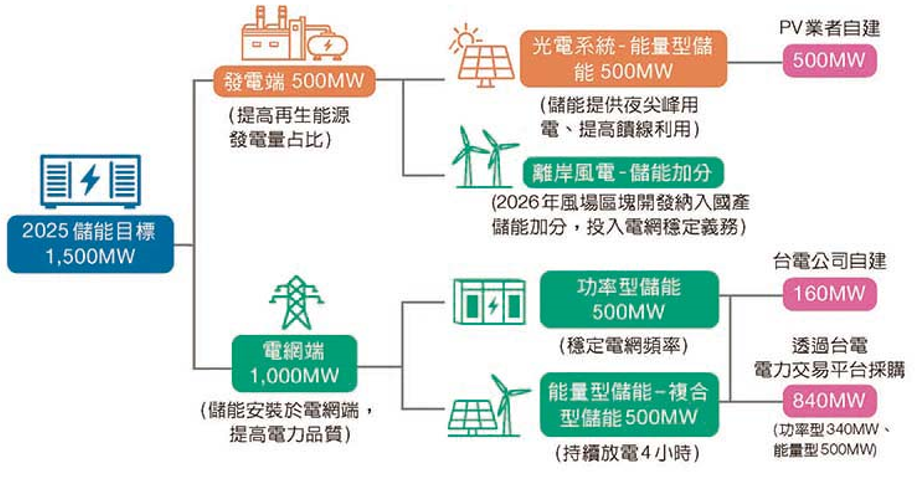 2025儲能目標
1,500MW
發電端 500MW
(提高再生能源
發電量占比)
光電系統-能量型儲
能 500MW
(儲能提供夜尖峰用
電、提高饋線利用)
PV業者自建
500MW
離岸風電-儲能加分
(2026年風場區塊開發納入國產
儲能加分，投入電網穩定義務)
電網端
1,000MW
(儲能安裝於電網端，
提高電力品質)
功率型儲能
500MW
(穩定電網頻率)
能量型儲能-複合
型儲能500MW
(持續放電4小時)
台電公司自建
160MW
透過台電
電力交易平台採購
840MW
(功率型340MW、
能量型500MW)